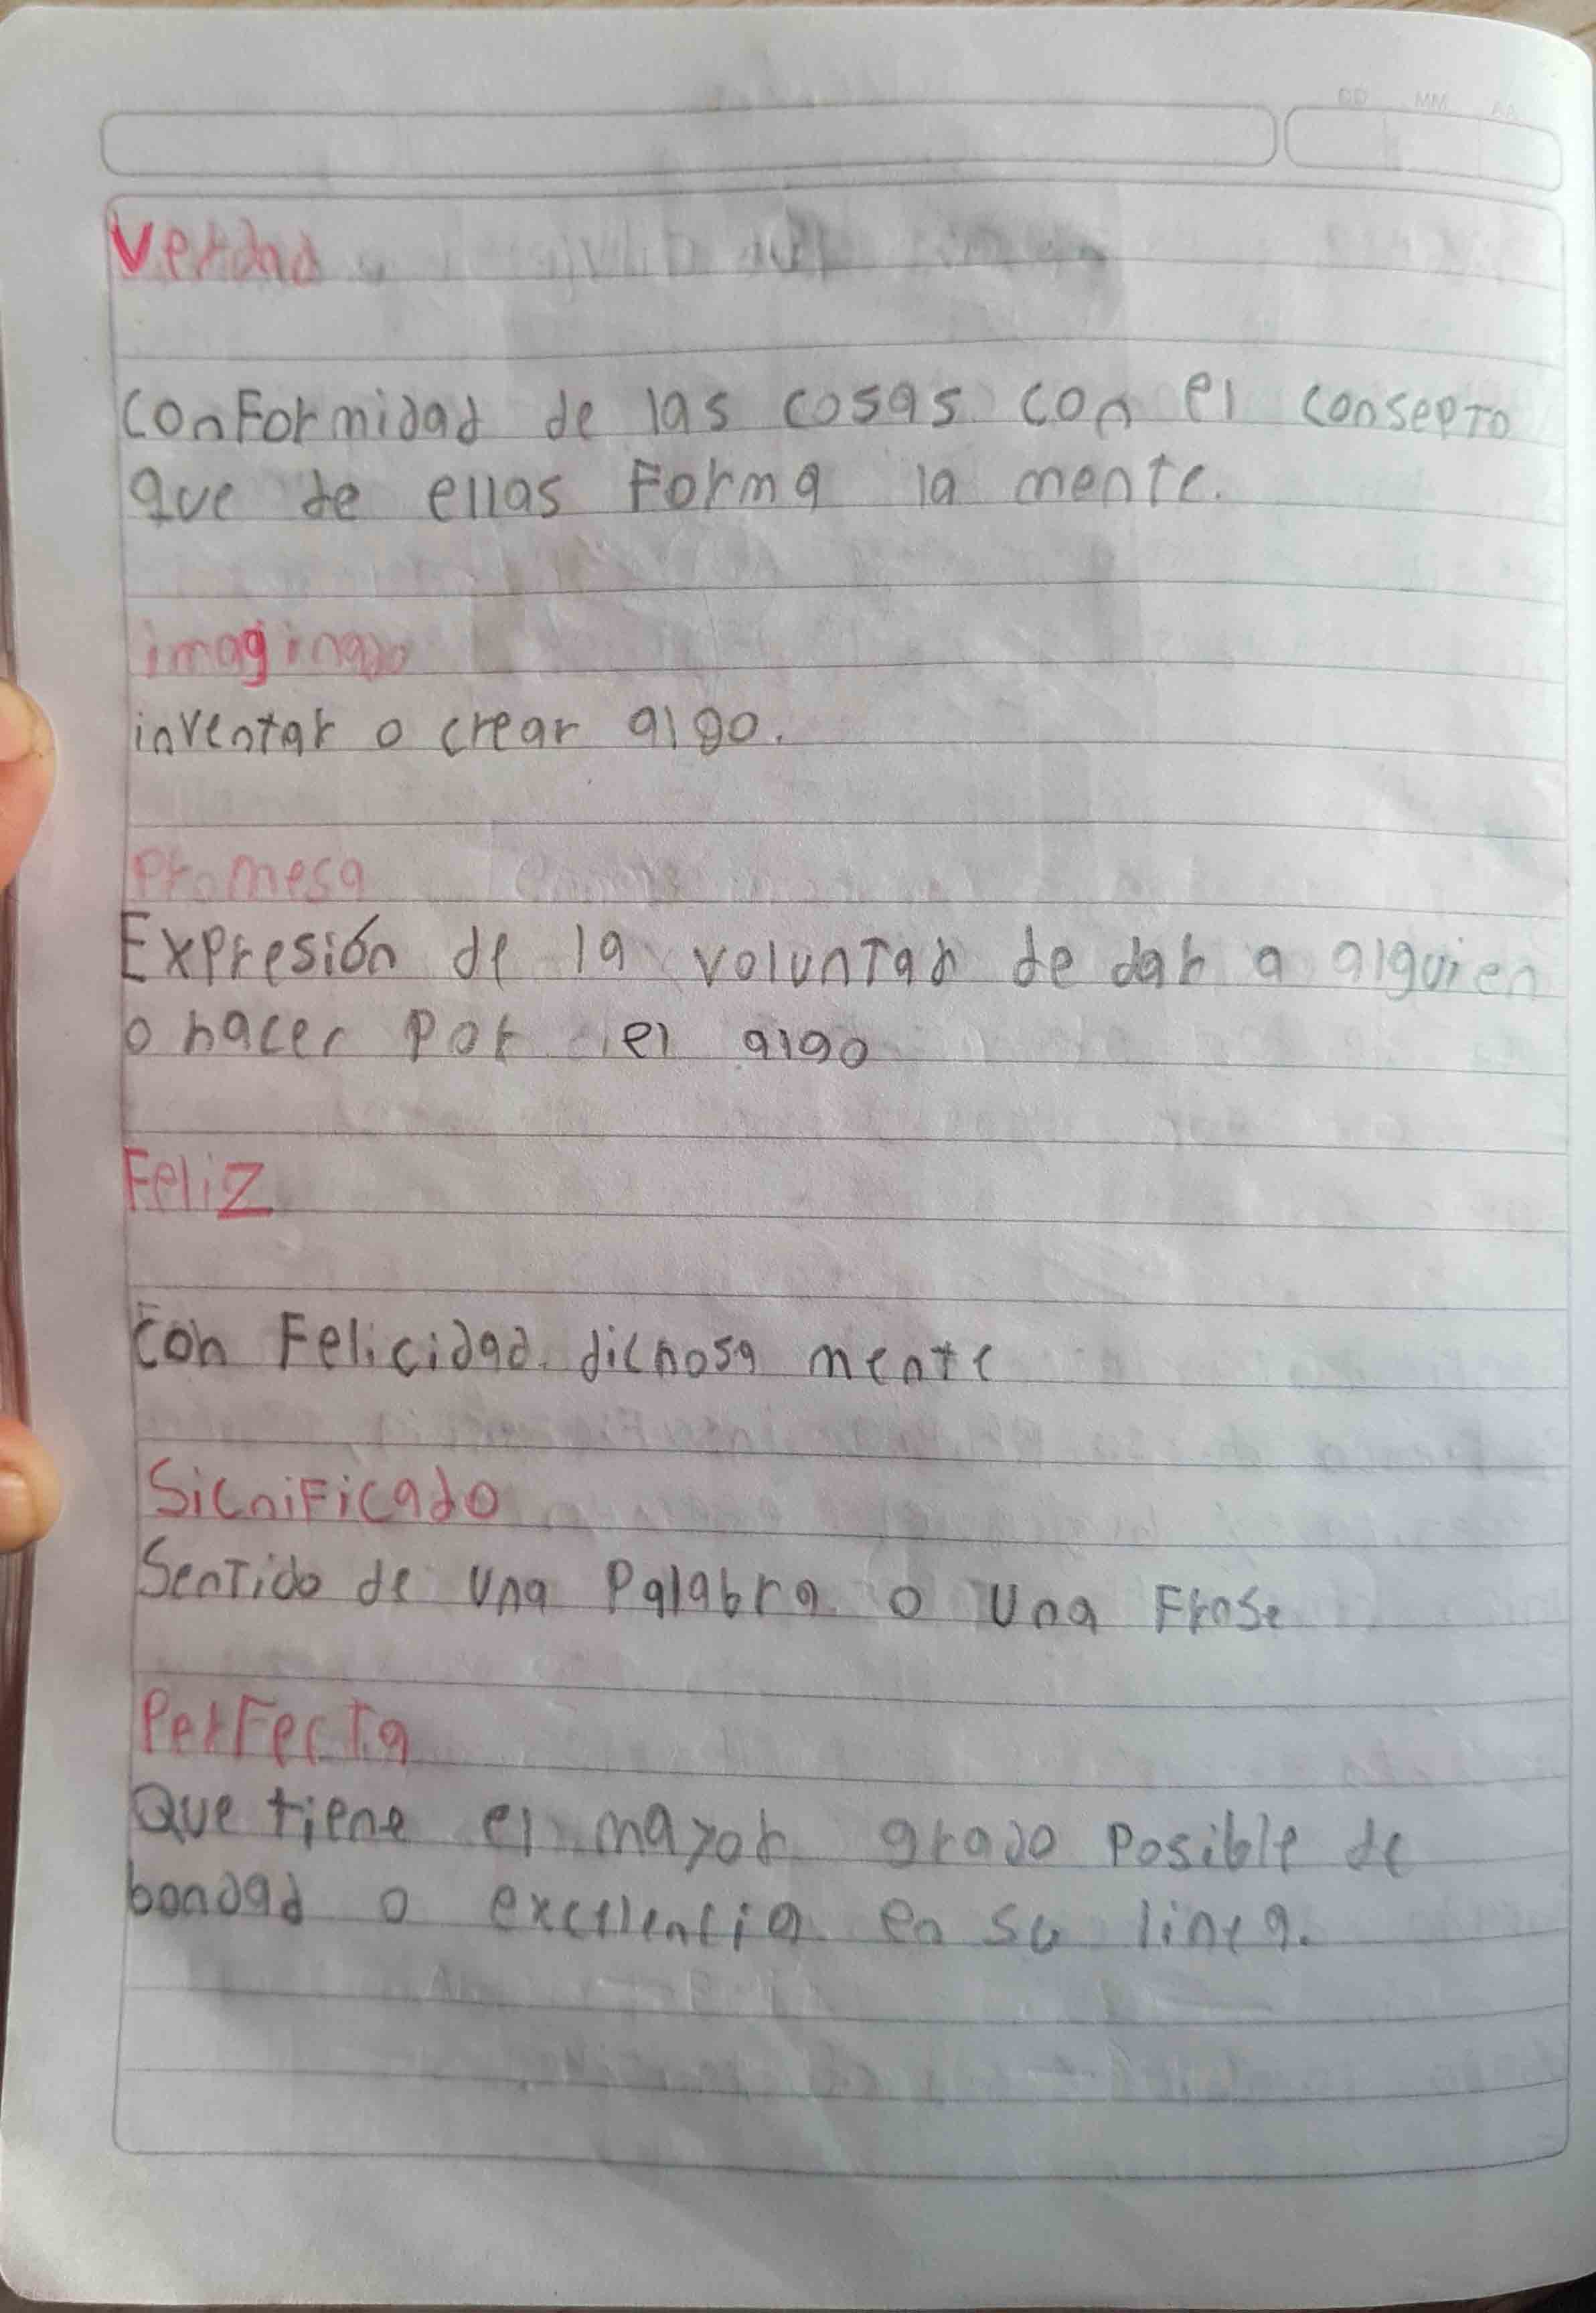 DD MM AA
Verdad
conFormidad de las cosas con el consepTo
que de ellas Forma la mente.
imaginado
inventar o crear algo.
Promesa
Expresión de la volunTad de dar a alguien
o hacer por el algo
FeliZ
con Felicidad. dichosa mente
SicniFicado
SenTido de una Palabra o una Frase
PerFecTa
Que tiene el mayor grado Posible de
bondad o excelencia en su linea.